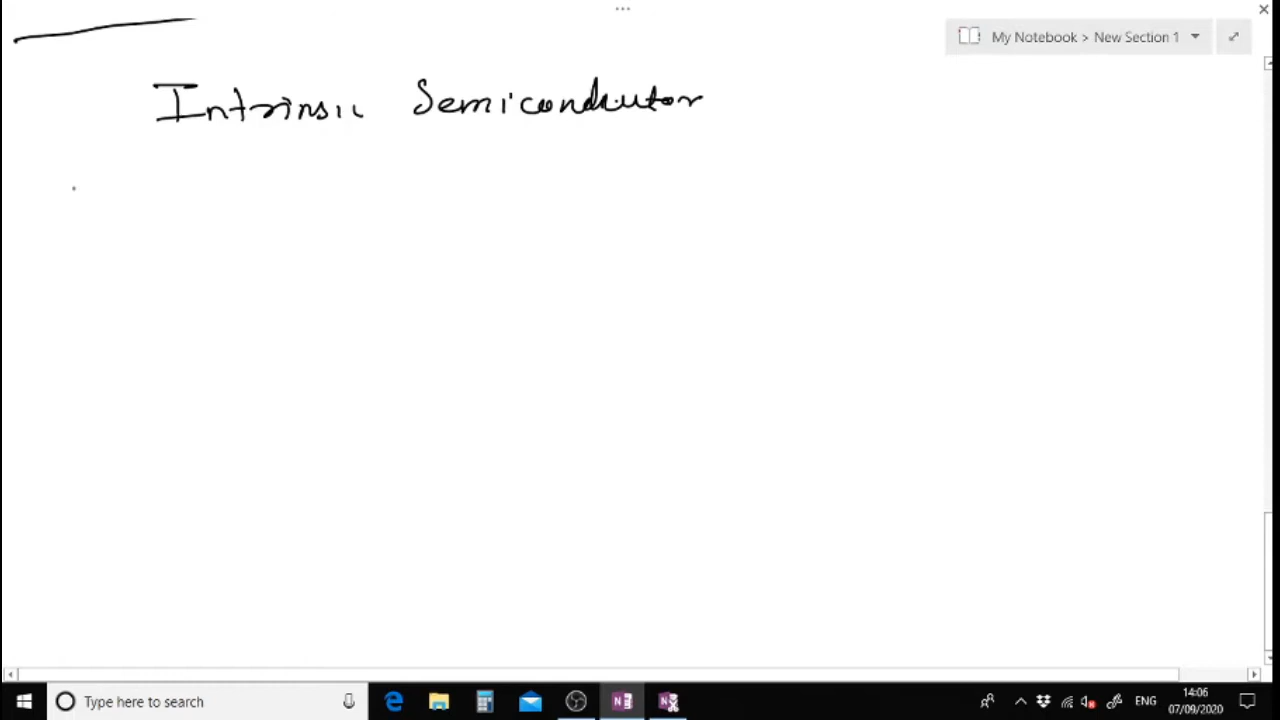 My Notebook > New Section 1
Intrinsic Semiconductor
Type here to search
ENG
14:06
07/09/2020